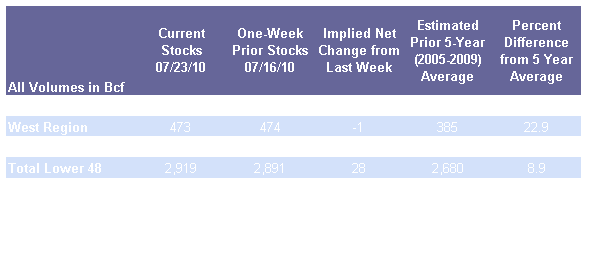 All Volumes in Bcf
Current
Stocks
07/23/10
One-Week
Prior Stocks
07/16/10
Implied Net
Change from
Last Week
Estimated
Prior 5-Year
(2005-2009)
Average
Percent
Difference
from 5 Year
Average
West Region 473 474 -1 385 22.9
Total Lower 48 2,919 2,891 28 2,680 8.9